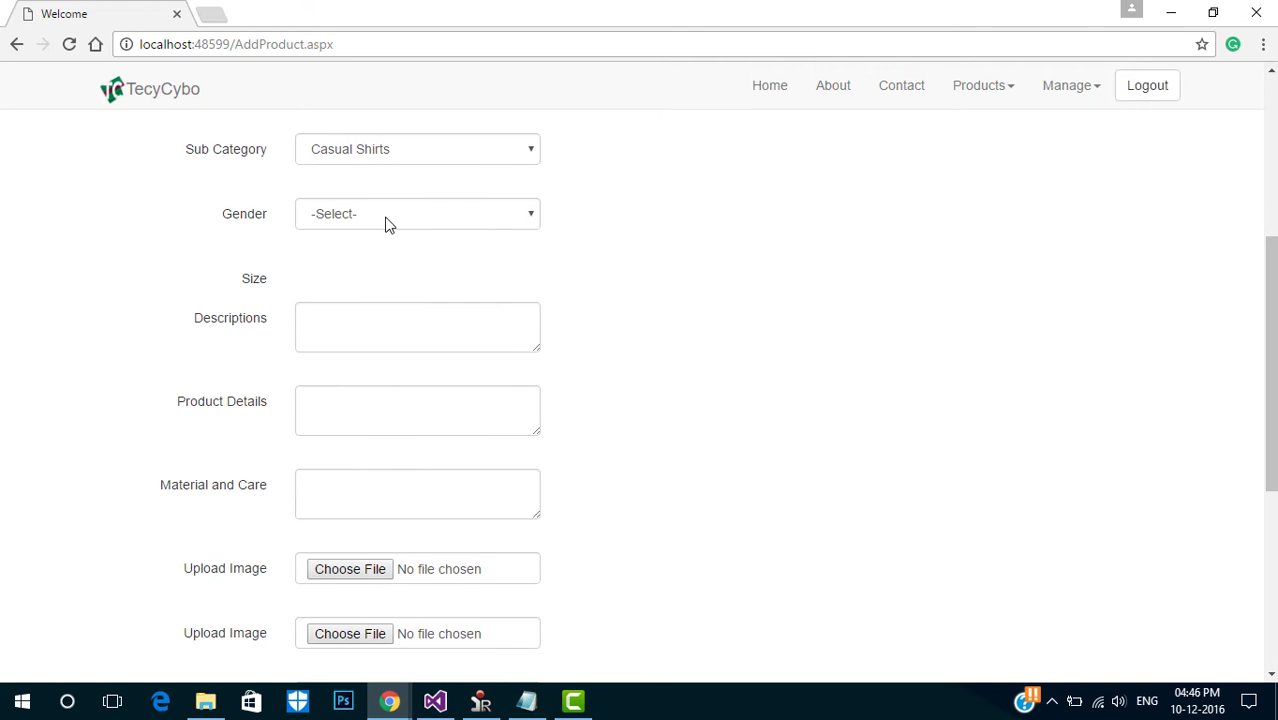 Welcome
localhost:48599/AddProduct.aspx
TecyCybo
Home
About
Contact
Products
Manage
Logout
Sub Category
Casual Shirts
Gender
-Select-
Size
Descriptions
Product Details
Material and Care
Upload Image
Choose File No file chosen
Upload Image
Choose File No file chosen
Ps
ENG
04:46 PM
10-12-2016